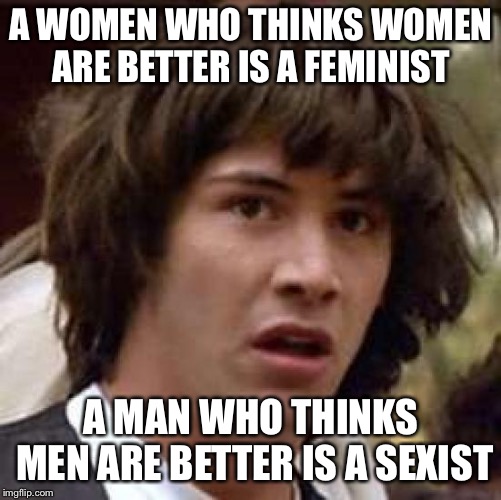 A WOMEN WHO THINKS WOMEN
ARE BETTER IS A FEMINIST
A MAN WHO THINKS
MEN ARE BETTER IS A SEXIST
imgflip.com